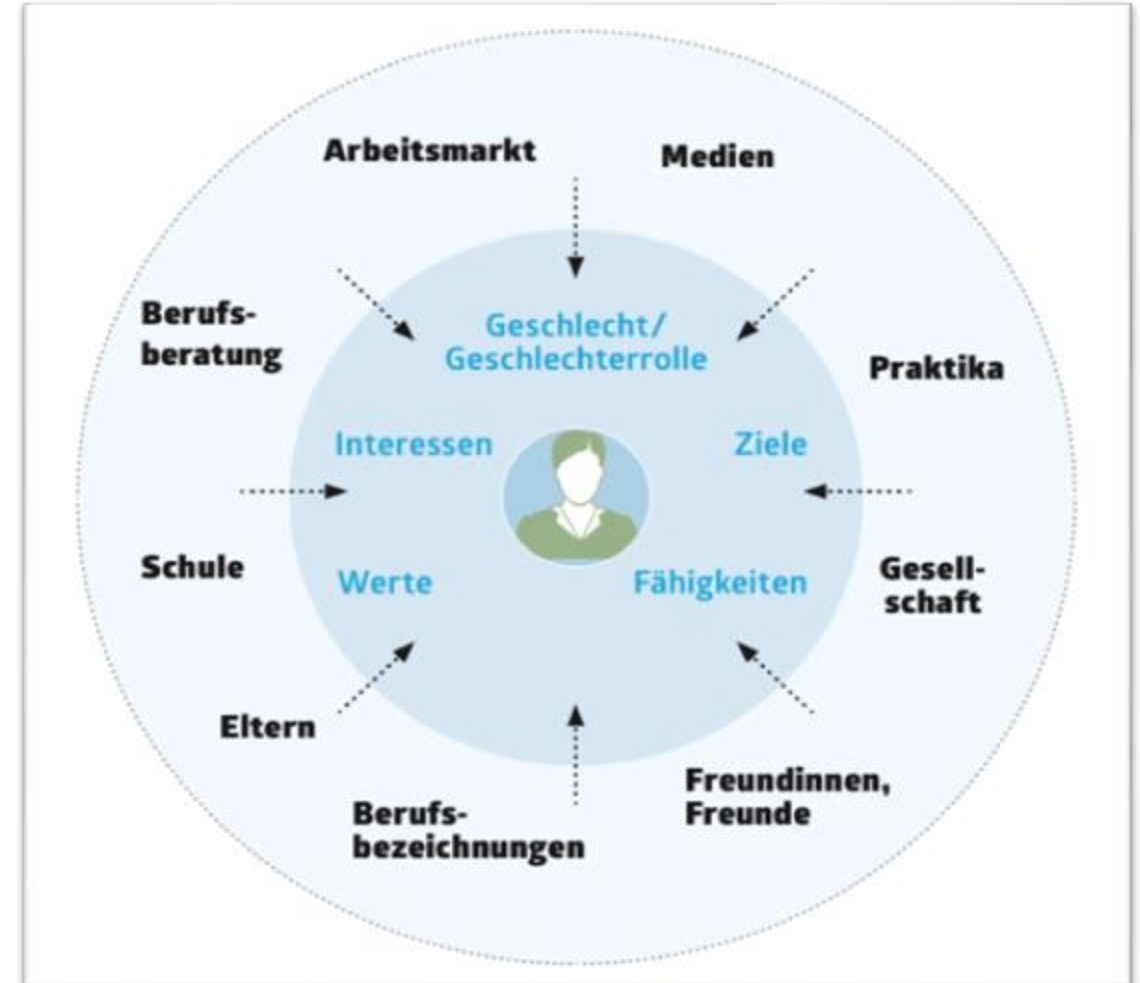 Arbeitsmarkt
Medien
Berufs-
beratung
Geschlecht/
Geschlechterrolle
Praktika
Interessen
Ziele
Schule
Werte
Fähigkeiten
Gesell-
schaft
Eltern
Freundinnen,
Freunde
Berufs-
bezeichnungen